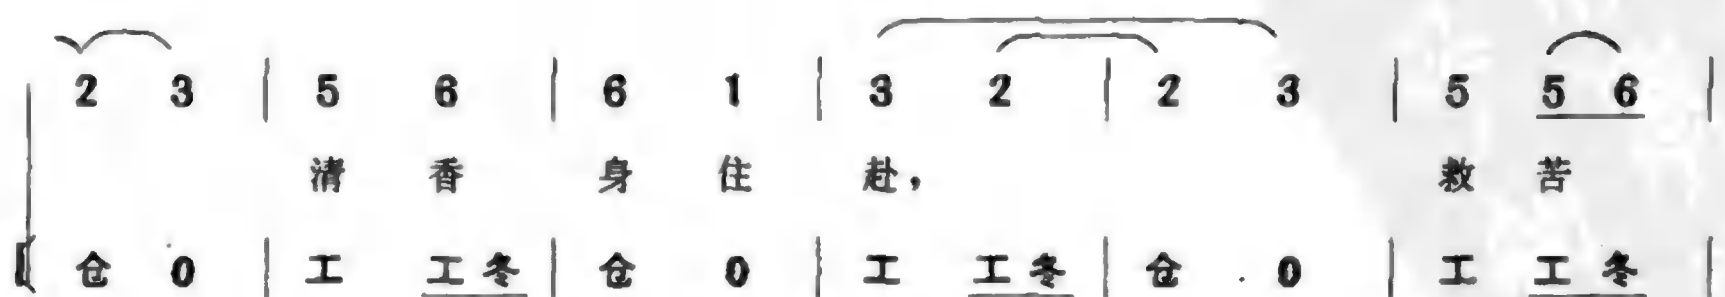 2 3 | 5 6 | 6 1 | 3 2 | 2 3 | 5 5 6 |
清 香 身 住 赴， 救 苦
仓 0 | 工 工冬 | 仓 0 | 工 工冬 | 仓 0 | 工 工冬 |